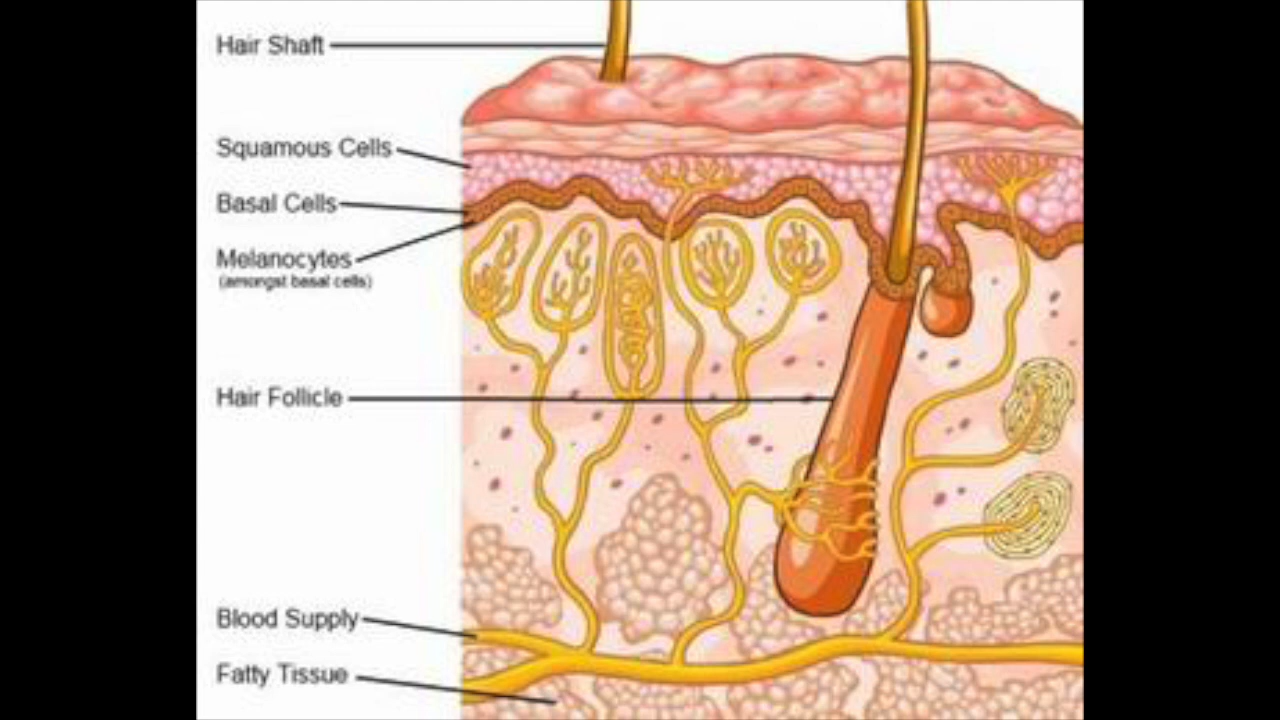 Hair Shaft
Squamous Cells
Basal Cells
Melanocytes
(amongst basal cells)
Hair Follicle
Blood Supply
Fatty Tissue